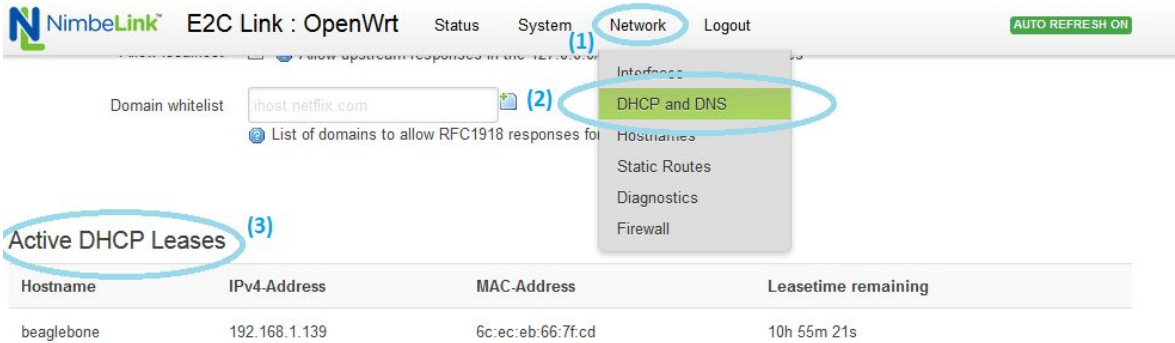 NimbeLink™ E2C Link : OpenWrt Status System Network Logout AUTO REFRESH ON
(1)
Interfaces
Domain whitelist ihost.netflix.com (2) DHCP and DNS
List of domains to allow RFC1918 responses for
Hostnames
Static Routes
Diagnostics
Firewall
Active DHCP Leases (3)
Hostname IPv4-Address MAC-Address Leasetime remaining
beaglebone 192.168.1.139 6c:ec:eb:66:7f:cd 10h 55m 21s